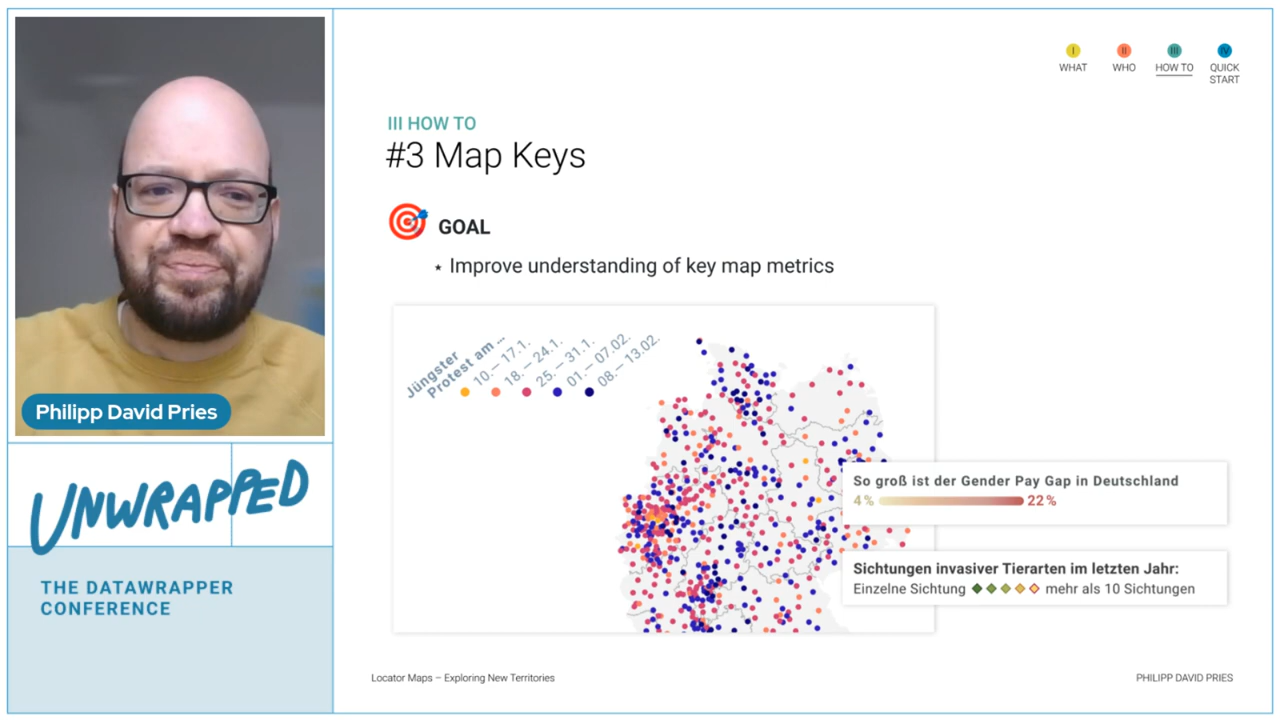 I
WHAT
II
WHO
III
HOW TO
IV
QUICK
START
III HOW TO
#3 Map Keys
GOAL
⋆ Improve understanding of key map metrics
Jüngster
Protest am ...
10. – 17.1.
18. – 24.1.
25. – 31.1.
01. – 07.02.
08. – 13.02.
So groß ist der Gender Pay Gap in Deutschland
4 % 22 %
Sichtungen invasiver Tierarten im letzten Jahr:
Einzelne Sichtung mehr als 10 Sichtungen
Philipp David Pries
UNWRAPPED
THE DATAWRAPPER
CONFERENCE
Locator Maps – Exploring New Territories
PHILIPP DAVID PRIES